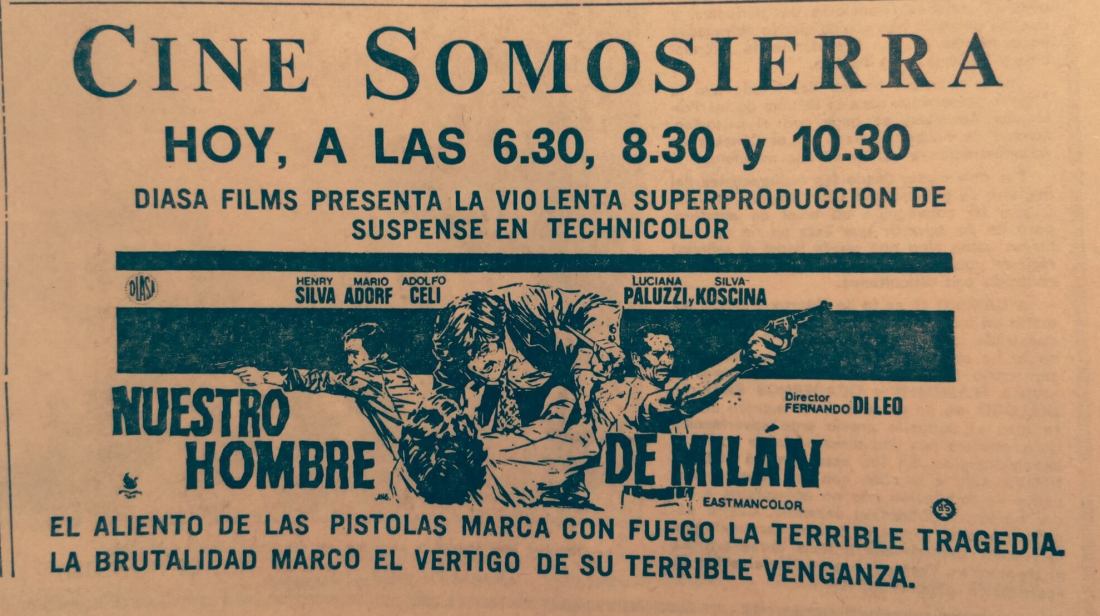 CINE SOMOSIERRA
HOY, A LAS 6.30, 8.30 y 10.30
DIASA FILMS PRESENTA LA VIOLENTA SUPERPRODUCCION DE
SUSPENSE EN TECHNICOLOR
DIASA
HENRY SILVA MARIO ADORF ADOLFO CELI
LUCIANA PALUZZI, y SILVA KOSCINA
Director
FERNANDO DI LEO
NUESTRO
HOMBRE
DE MILÁN
EASTMANCOLOR
EL ALIENTO DE LAS PISTOLAS MARCA CON FUEGO LA TERRIBLE TRAGEDIA.
LA BRUTALIDAD MARCO EL VERTIGO DE SU TERRIBLE VENGANZA.